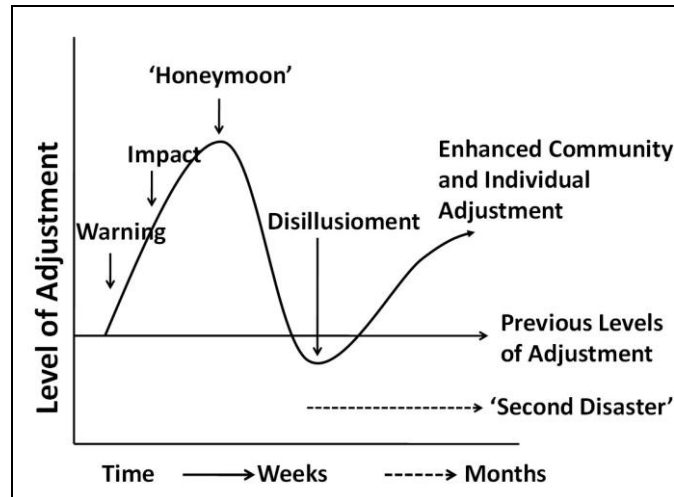 ‘Honeymoon’
Impact
Warning
Disillusioment
Enhanced Community
and Individual
Adjustment
Level of Adjustment
Previous Levels
of Adjustment
‘Second Disaster’
Time
Weeks
Months